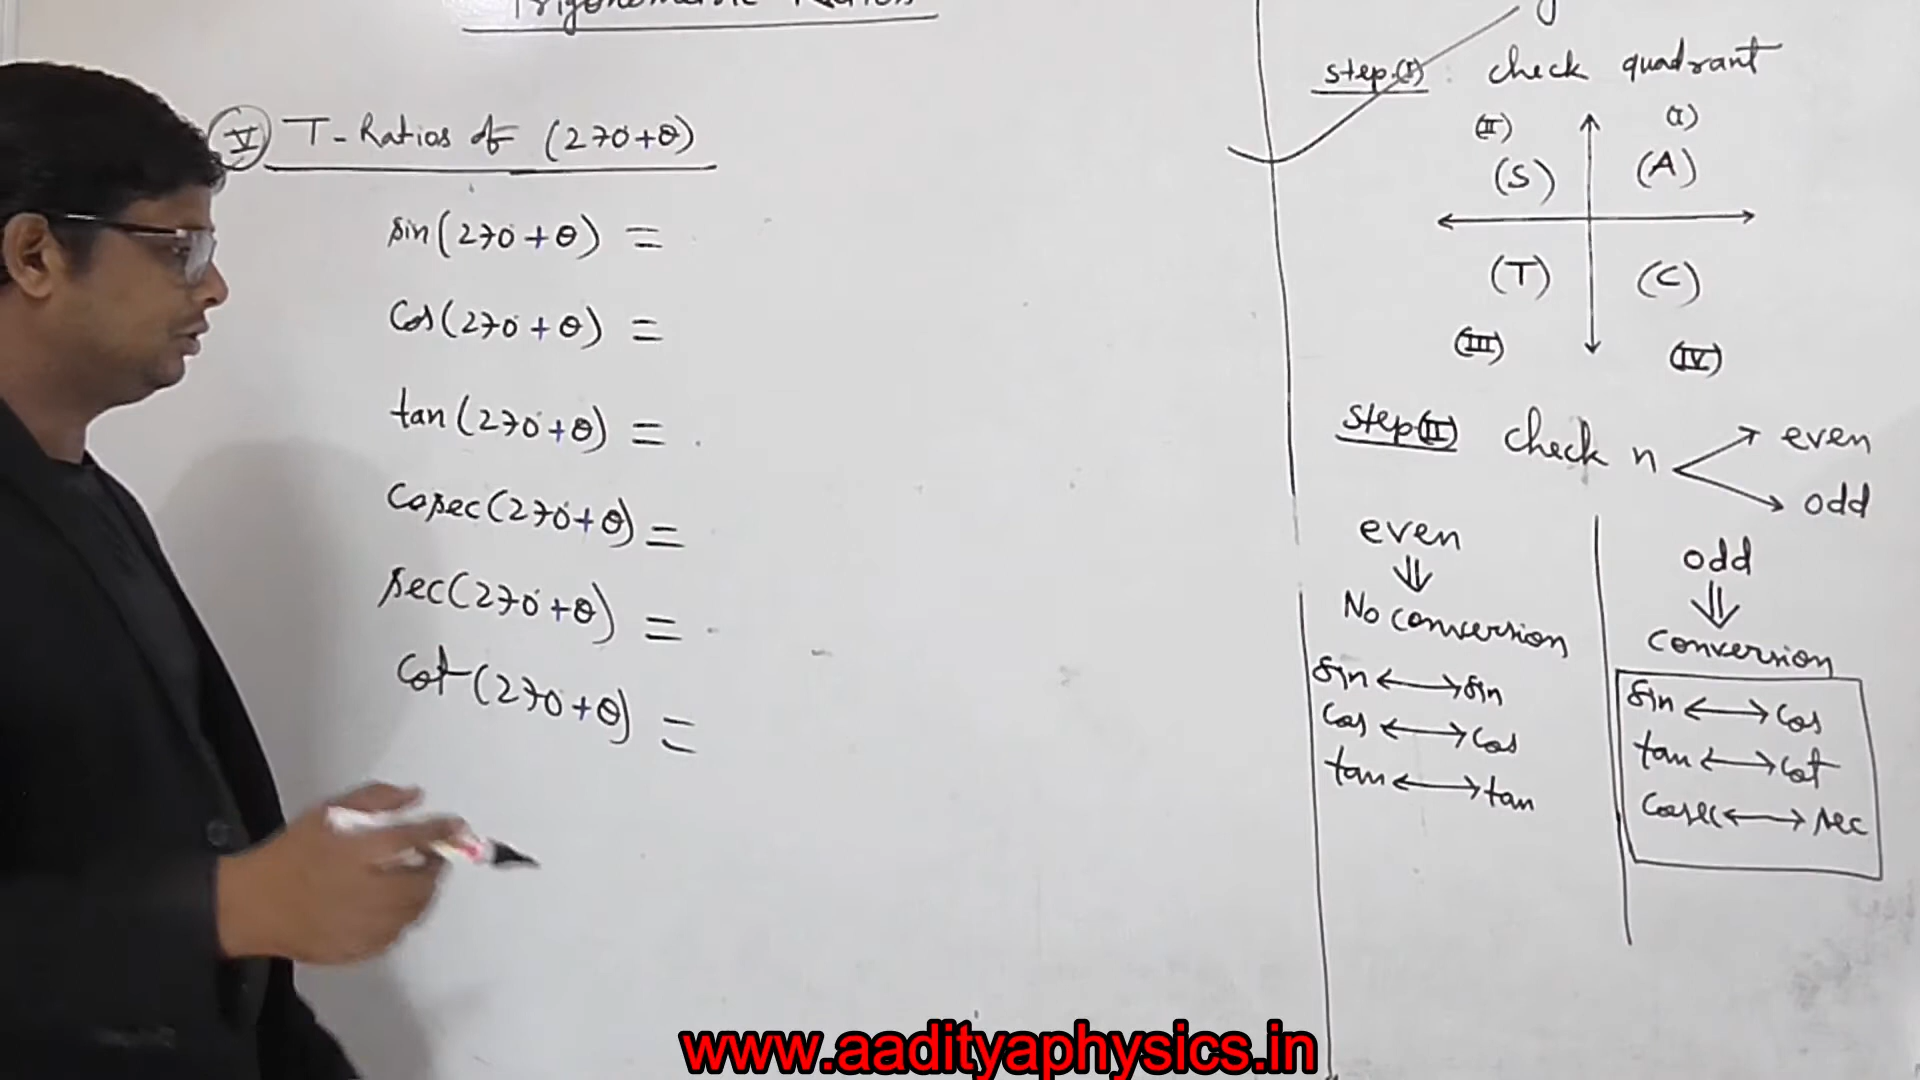 Trigonometric Ratios
(V) T-Ratios of (270+θ)
sin(270+θ) =
cos(270+θ) =
tan(270+θ) =
cosec(270+θ) =
sec(270+θ) =
cot(270+θ) =
Step.(I) : check quadrant
(II) (I)
(S) (A)
(T) (C)
(III) (IV)
Step(II) check n
even
odd
even
⇓
No conversion
sin ⟷ sin
cos ⟷ cos
tan ⟷ tan
odd
⇓
conversion
sin ⟷ cos
tan ⟷ cot
cosec ⟷ sec
www.aadityaphysics.in